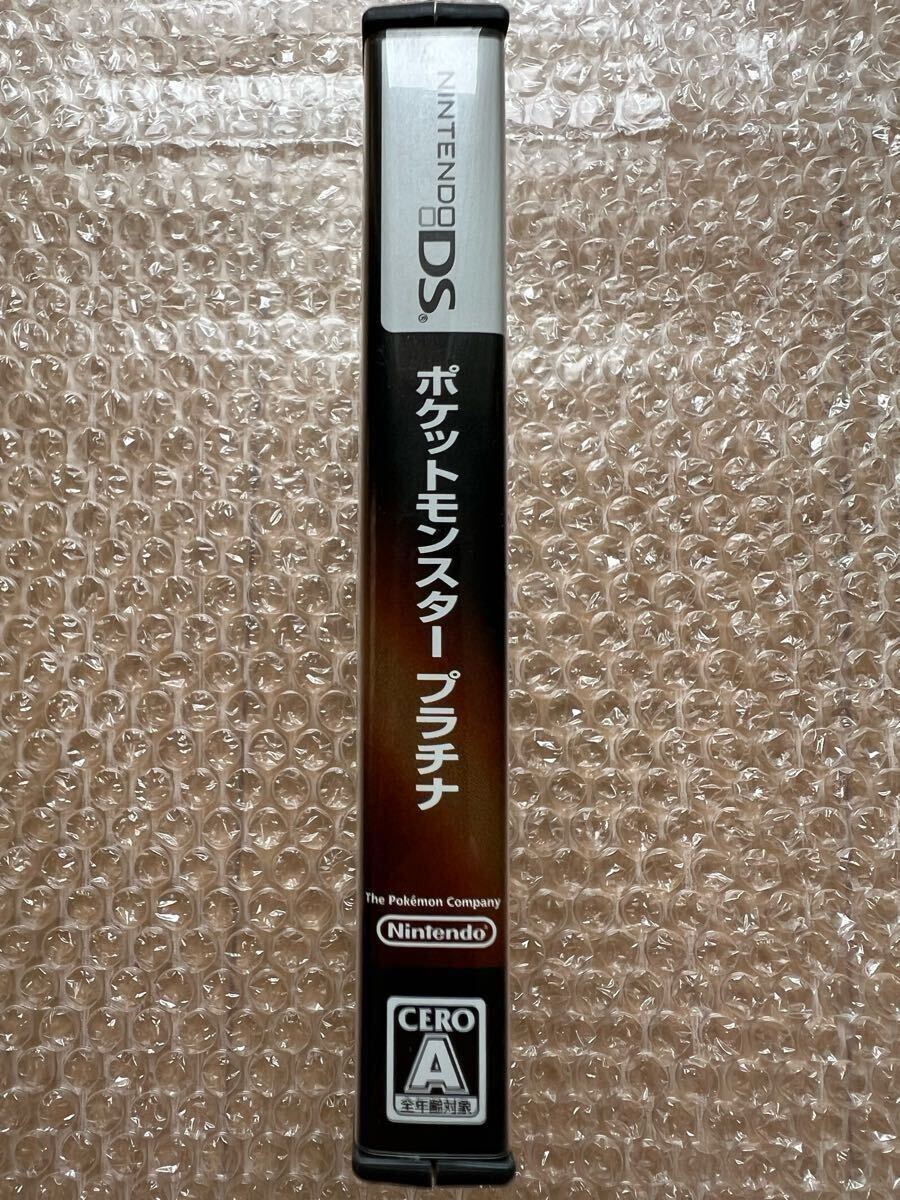 NINTENDO DS®
ポケットモンスター プラチナ
The Pokémon Company
Nintendo®
CERO
A
全年齢対象